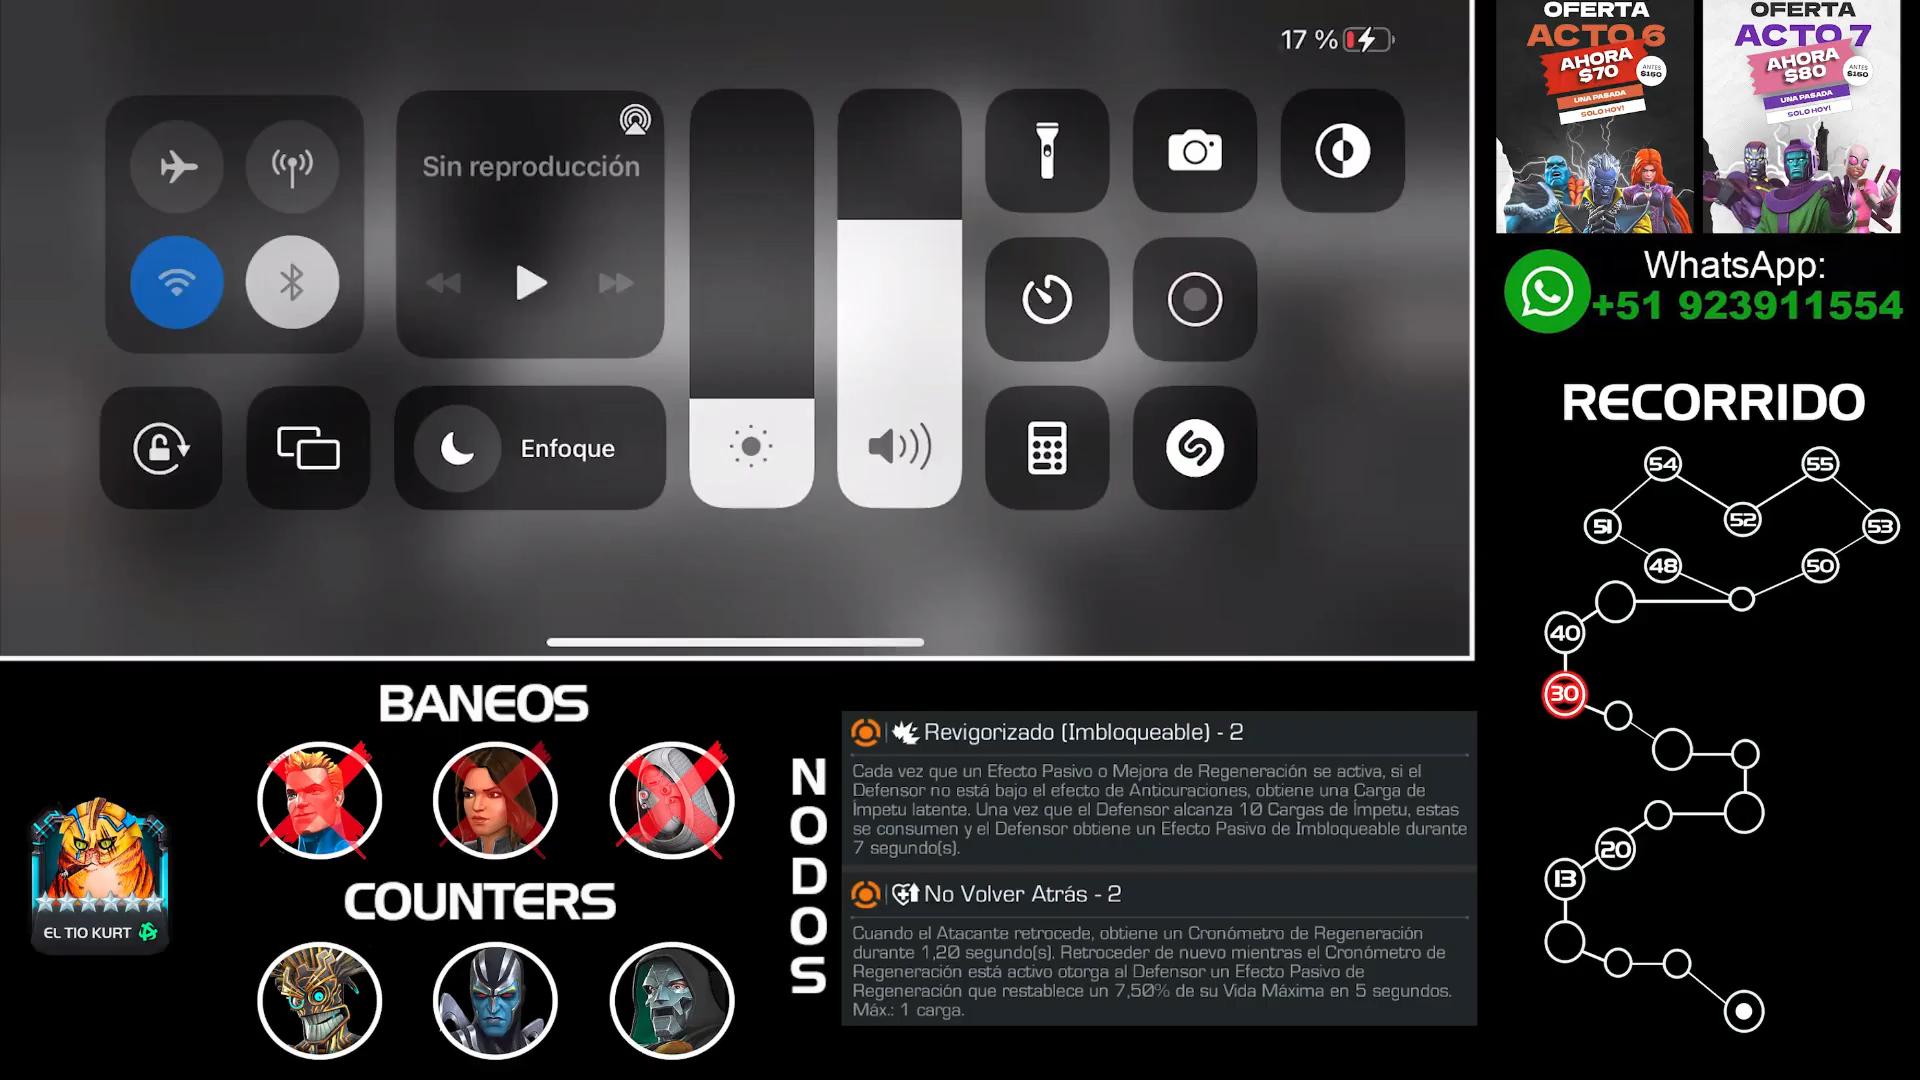 17 %
Sin reproducción
Enfoque
OFERTA
ACTO 6
AHORA
$70
ANTES
$160
UNA PASADA
SOLO HOY!
OFERTA
ACTO 7
AHORA
$80
ANTES
$160
UNA PASADA
SOLO HOY!
WhatsApp:
+51 923911554
RECORRIDO
54
55
51
52
53
48
50
40
30
20
13
BANEOS
COUNTERS
EL TIO KURT
NODOS
Revigorizado (Imbloqueable) - 2
Cada vez que un Efecto Pasivo o Mejora de Regeneración se activa, si el
Defensor no está bajo el efecto de Anticuraciones, obtiene una Carga de
Ímpetu latente. Una vez que el Defensor alcanza 10 Cargas de Ímpetu, estas
se consumen y el Defensor obtiene un Efecto Pasivo de Imbloqueable durante
7 segundo(s).
No Volver Atrás - 2
Cuando el Atacante retrocede, obtiene un Cronómetro de Regeneración
durante 1,20 segundo(s). Retroceder de nuevo mientras el Cronómetro de
Regeneración está activo otorga al Defensor un Efecto Pasivo de
Regeneración que restablece un 7,50% de su Vida Máxima en 5 segundos.
Máx.: 1 carga.